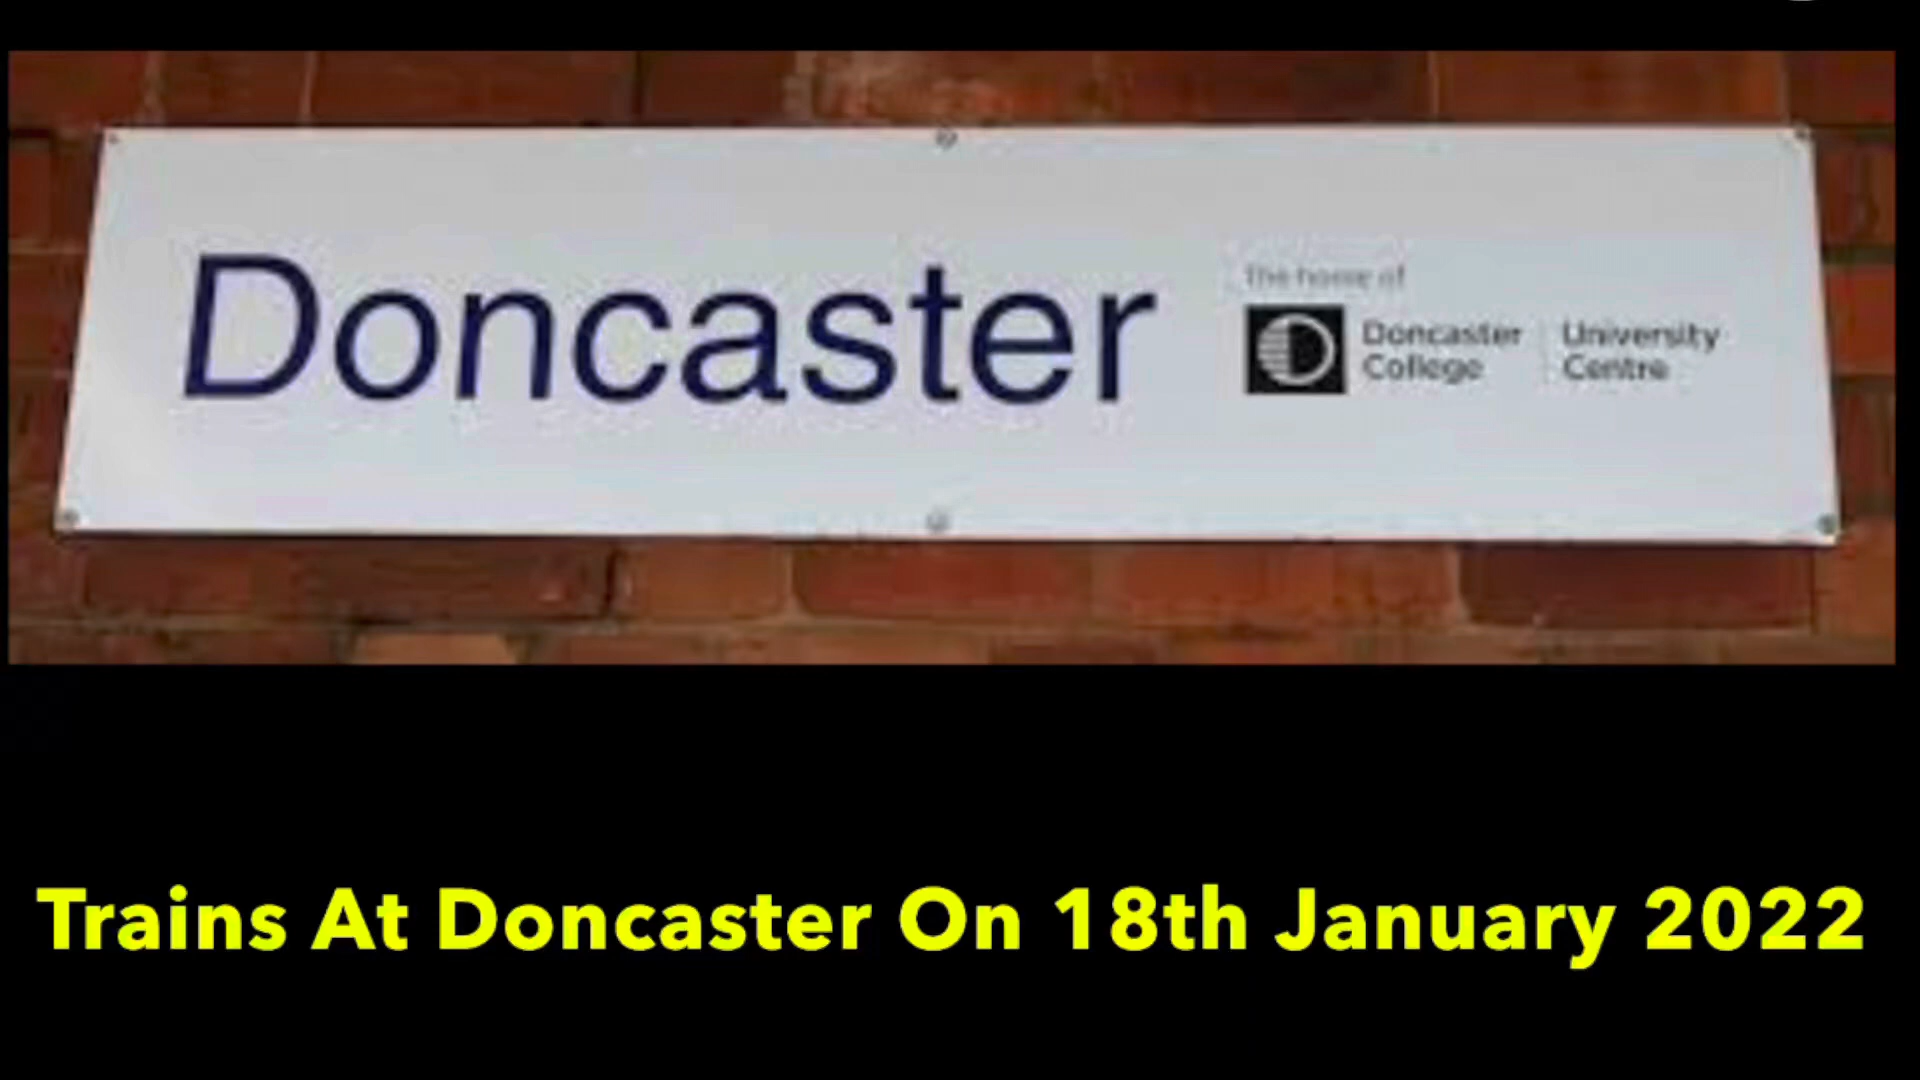 Doncaster
The home of
Doncaster
College
University
Centre
Trains At Doncaster On 18th January 2022